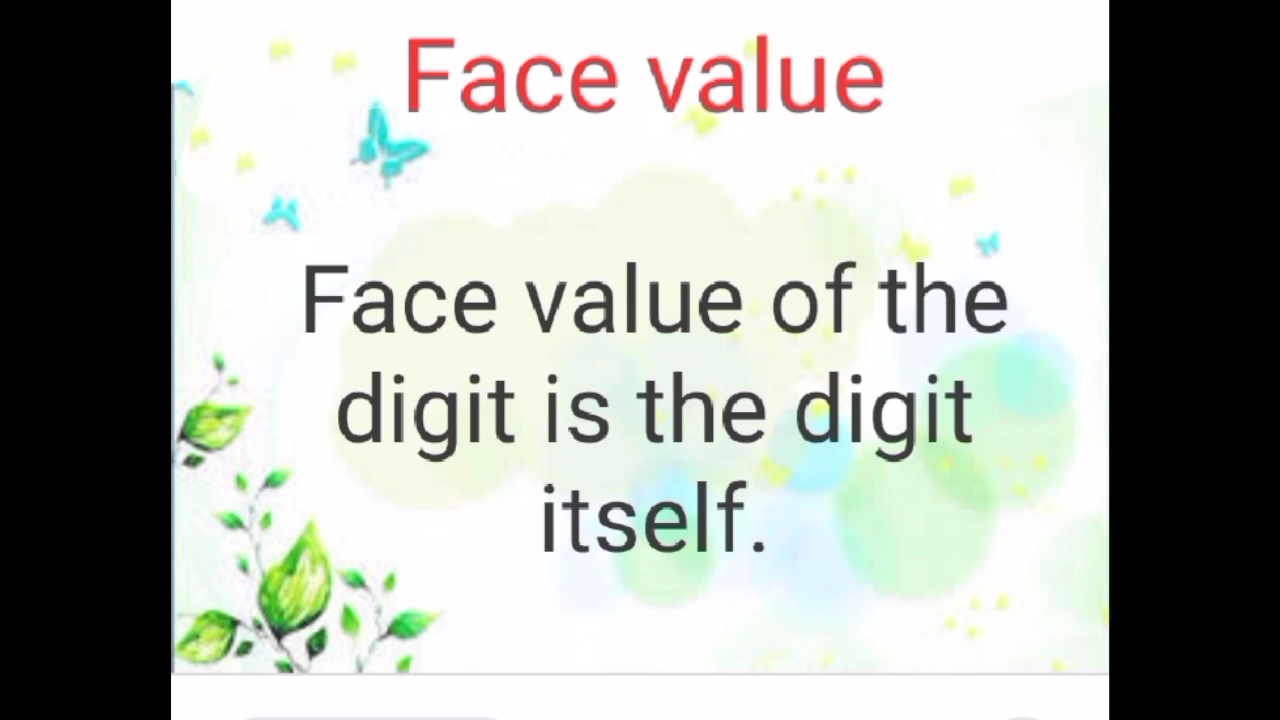 Face value
Face value of the
digit is the digit
itself.